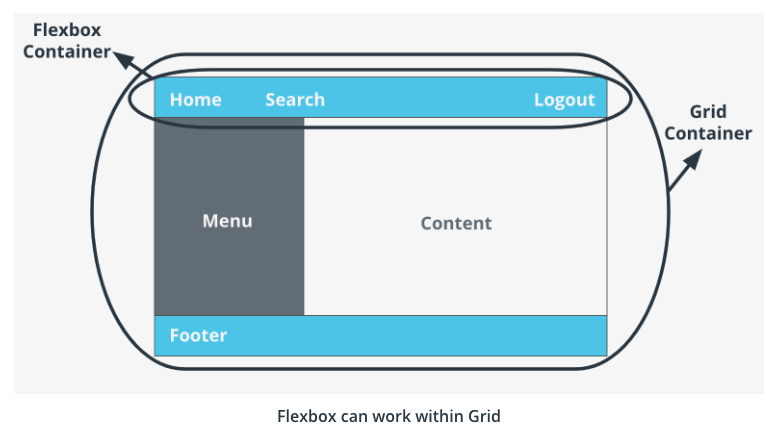 Flexbox
Container
Home Search Logout
Grid
Container
Menu
Content
Footer
Flexbox can work within Grid